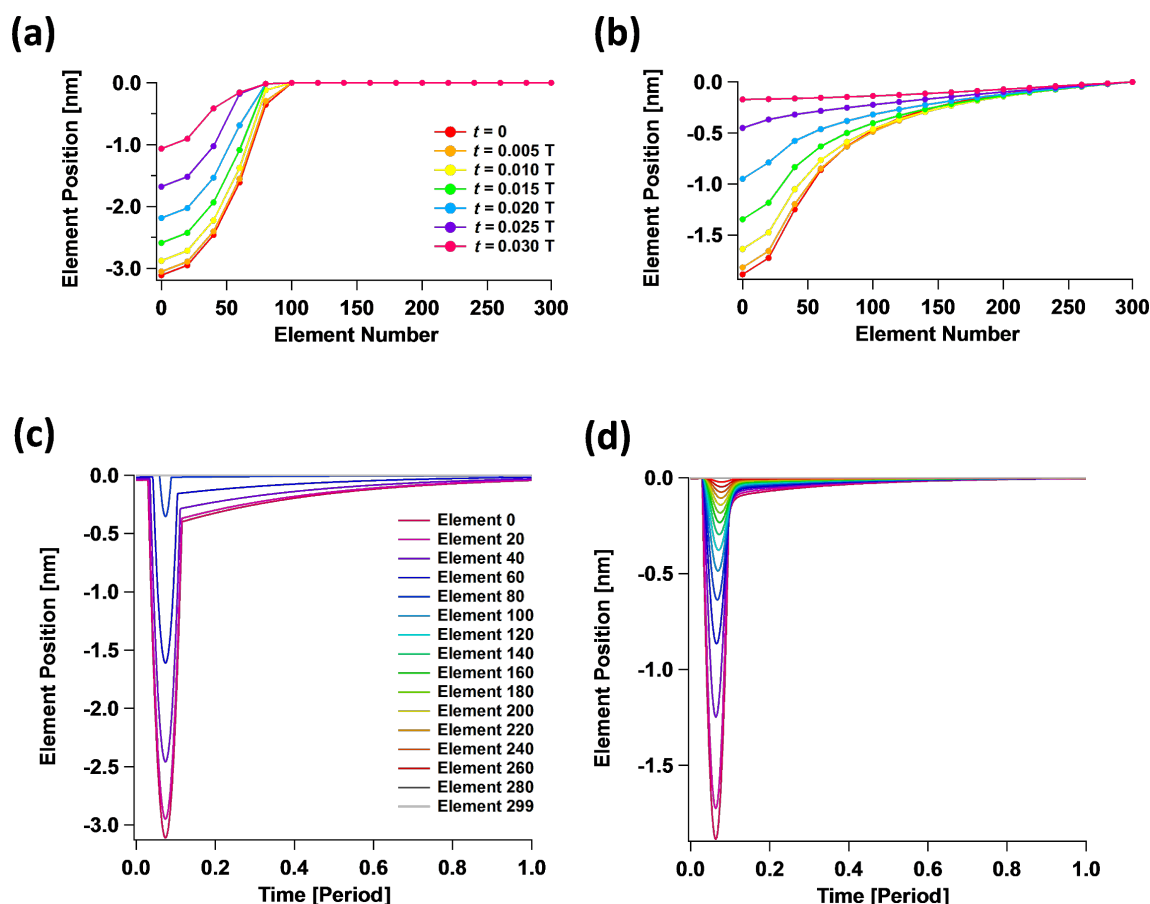 (a)
Element Position [nm]
0.0
-1.0
-2.0
-3.0
0 50 100 150 200 250 300
Element Number
t = 0
t = 0.005 T
t = 0.010 T
t = 0.015 T
t = 0.020 T
t = 0.025 T
t = 0.030 T
(b)
Element Position [nm]
0.0
-0.5
-1.0
-1.5
0 50 100 150 200 250 300
Element Number
(c)
Element Position [nm]
0.0
-0.5
-1.0
-1.5
-2.0
-2.5
-3.0
0.0 0.2 0.4 0.6 0.8 1.0
Time [Period]
Element 0
Element 20
Element 40
Element 60
Element 80
Element 100
Element 120
Element 140
Element 160
Element 180
Element 200
Element 220
Element 240
Element 260
Element 280
Element 299
(d)
Element Position [nm]
0.0
-0.5
-1.0
-1.5
0.0 0.2 0.4 0.6 0.8 1.0
Time [Period]